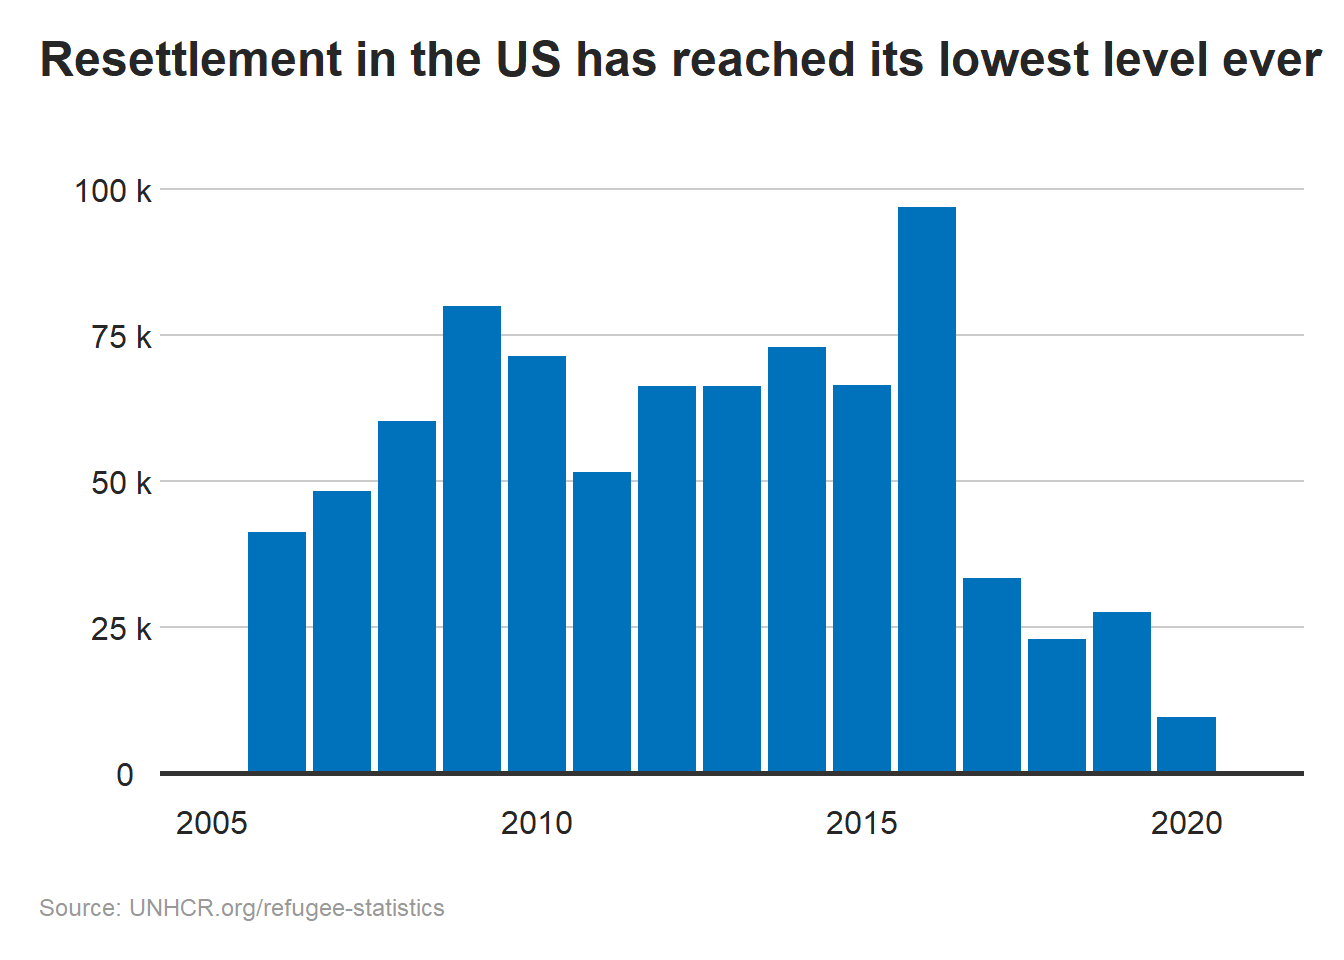 Resettlement in the US has reached its lowest level ever
100 k
75 k
50 k
25 k
0
2005 2010 2015 2020
Source: UNHCR.org/refugee-statistics